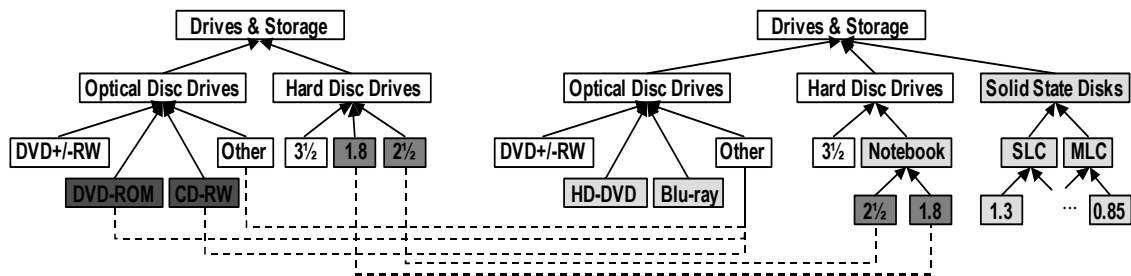 Drives & Storage Drives & Storage
Optical Disc Drives Hard Disc Drives Optical Disc Drives Hard Disc Drives Solid State Disks
DVD+/-RW Other 3½ 1.8 2½ DVD+/-RW Other 3½ Notebook SLC MLC
DVD-ROM CD-RW HD-DVD Blu-ray
2½ 1.8 1.3 ... 0.85